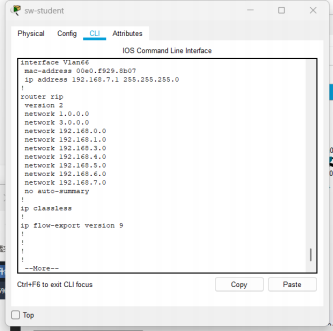 sw-student
Physical Config CLI Attributes
IOS Command Line Interface
interface Vlan66
mac-address 00e0.f929.8b07
ip address 192.168.7.1 255.255.255.0
!
router rip
version 2
network 1.0.0.0
network 3.0.0.0
network 192.168.0.0
network 192.168.1.0
network 192.168.3.0
network 192.168.4.0
network 192.168.5.0
network 192.168.6.0
network 192.168.7.0
no auto-summary
!
ip classless
!
ip flow-export version 9
!
!
!
!
--More--
Ctrl+F6 to exit CLI focus
Copy Paste
Top